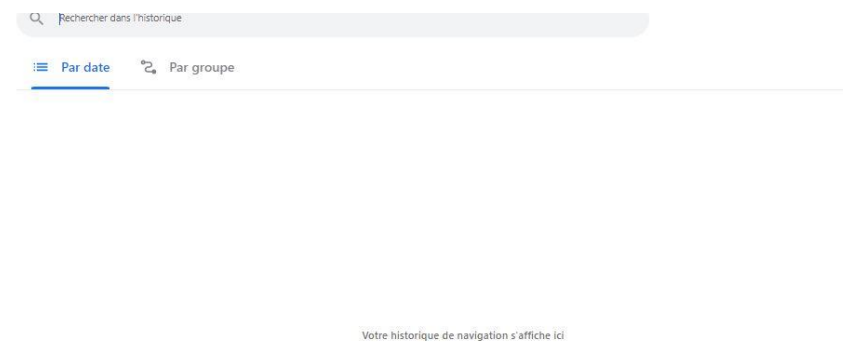 Rechercher dans l'historique
Par date Par groupe
Votre historique de navigation s'affiche ici